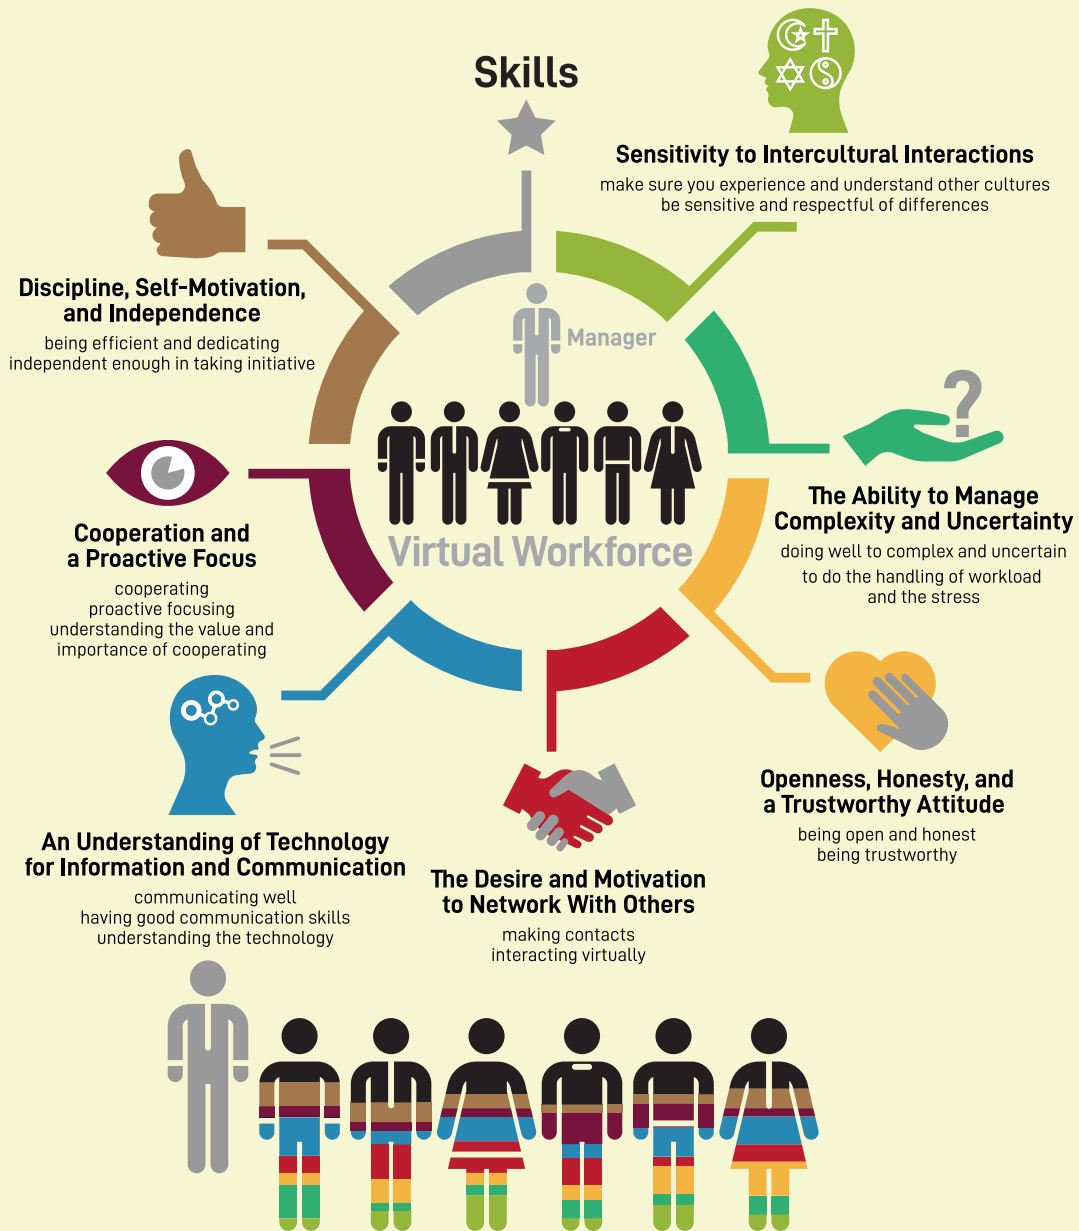 Skills
Sensitivity to Intercultural Interactions
make sure you experience and understand other cultures
be sensitive and respectful of differences
Discipline, Self-Motivation,
and Independence
being efficient and dedicating
independent enough in taking initiative
Manager
Virtual Workforce
The Ability to Manage
Complexity and Uncertainty
doing well to complex and uncertain
to do the handling of workload
and the stress
Cooperation and
a Proactive Focus
cooperating
proactive focusing
understanding the value and
importance of cooperating
Openness, Honesty, and
a Trustworthy Attitude
being open and honest
being trustworthy
An Understanding of Technology
for Information and Communication
communicating well
having good communication skills
understanding the technology
The Desire and Motivation
to Network With Others
making contacts
interacting virtually